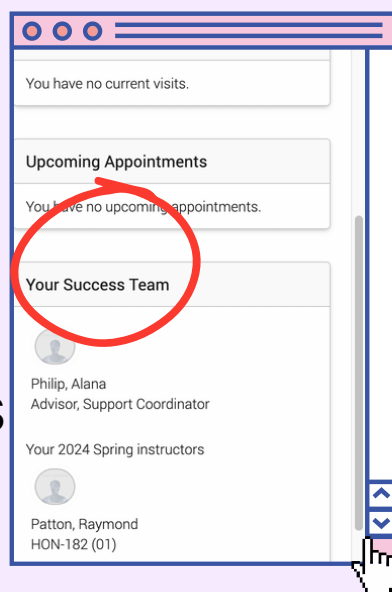 You have no current visits.
Upcoming Appointments
You have no upcoming appointments.
Your Success Team
Philip, Alana
Advisor, Support Coordinator
Your 2024 Spring instructors
Patton, Raymond
HON-182 (01)